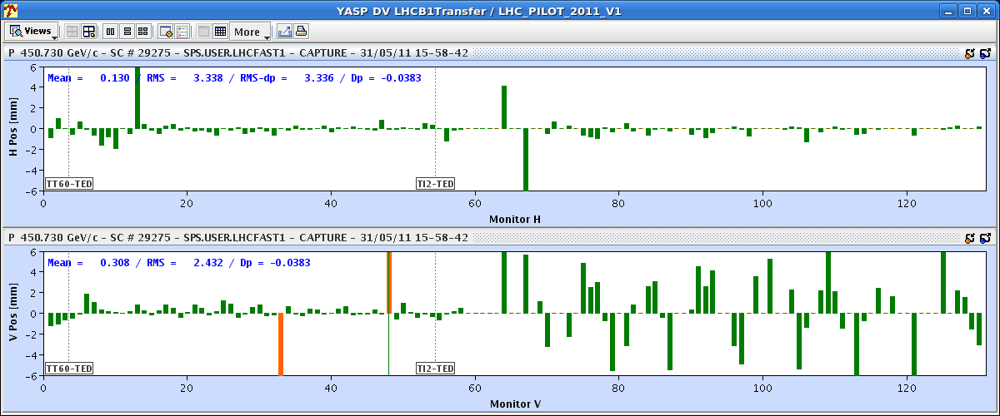 YASP DV LHCB1Transfer / LHC_PILOT_2011_V1
Views More
P 450.730 GeV/c - SC # 29275 - SPS.USER.LHCFAST1 - CAPTURE - 31/05/11 15-58-42
Mean = 0.130 / RMS = 3.338 / RMS-dp = 3.336 / Dp = -0.0383
H Pos [mm]
6
4
2
0
-2
-4
-6
TT60-TED TI2-TED
0 20 40 60 80 100 120
Monitor H
P 450.730 GeV/c - SC # 29275 - SPS.USER.LHCFAST1 - CAPTURE - 31/05/11 15-58-42
Mean = 0.308 / RMS = 2.432 / Dp = -0.0383
V Pos [mm]
6
4
2
0
-2
-4
-6
TT60-TED TI2-TED
0 20 40 60 80 100 120
Monitor V